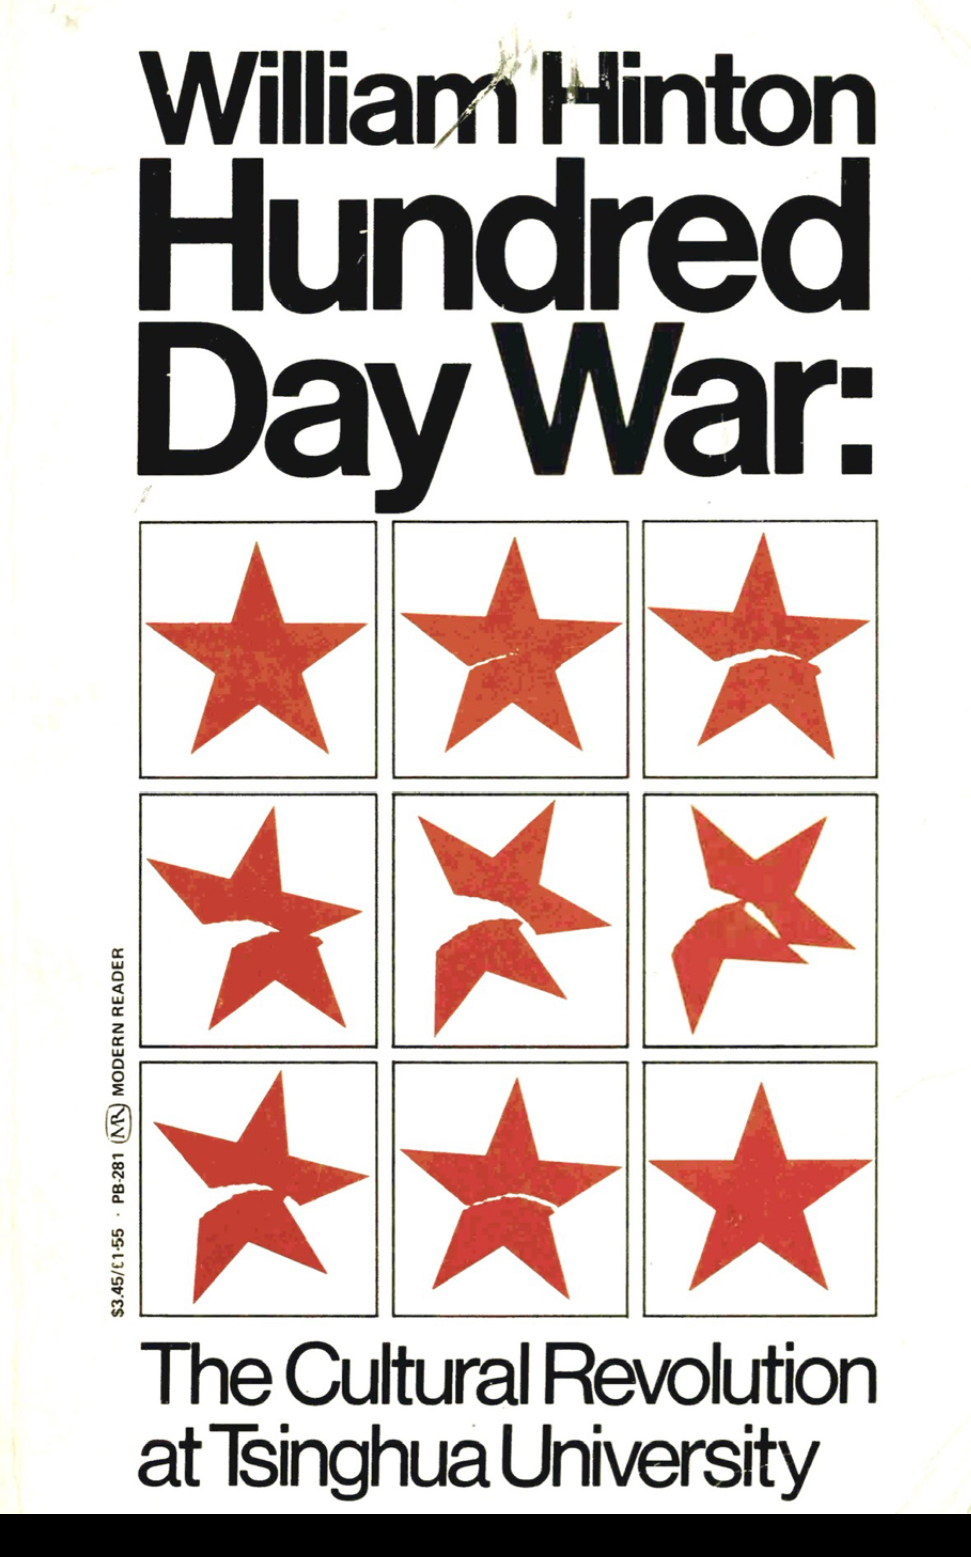 William Hinton
Hundred
Day War:
$3.45/£1·55 · PB-281 MR MODERN READER
The Cultural Revolution
at Tsinghua University